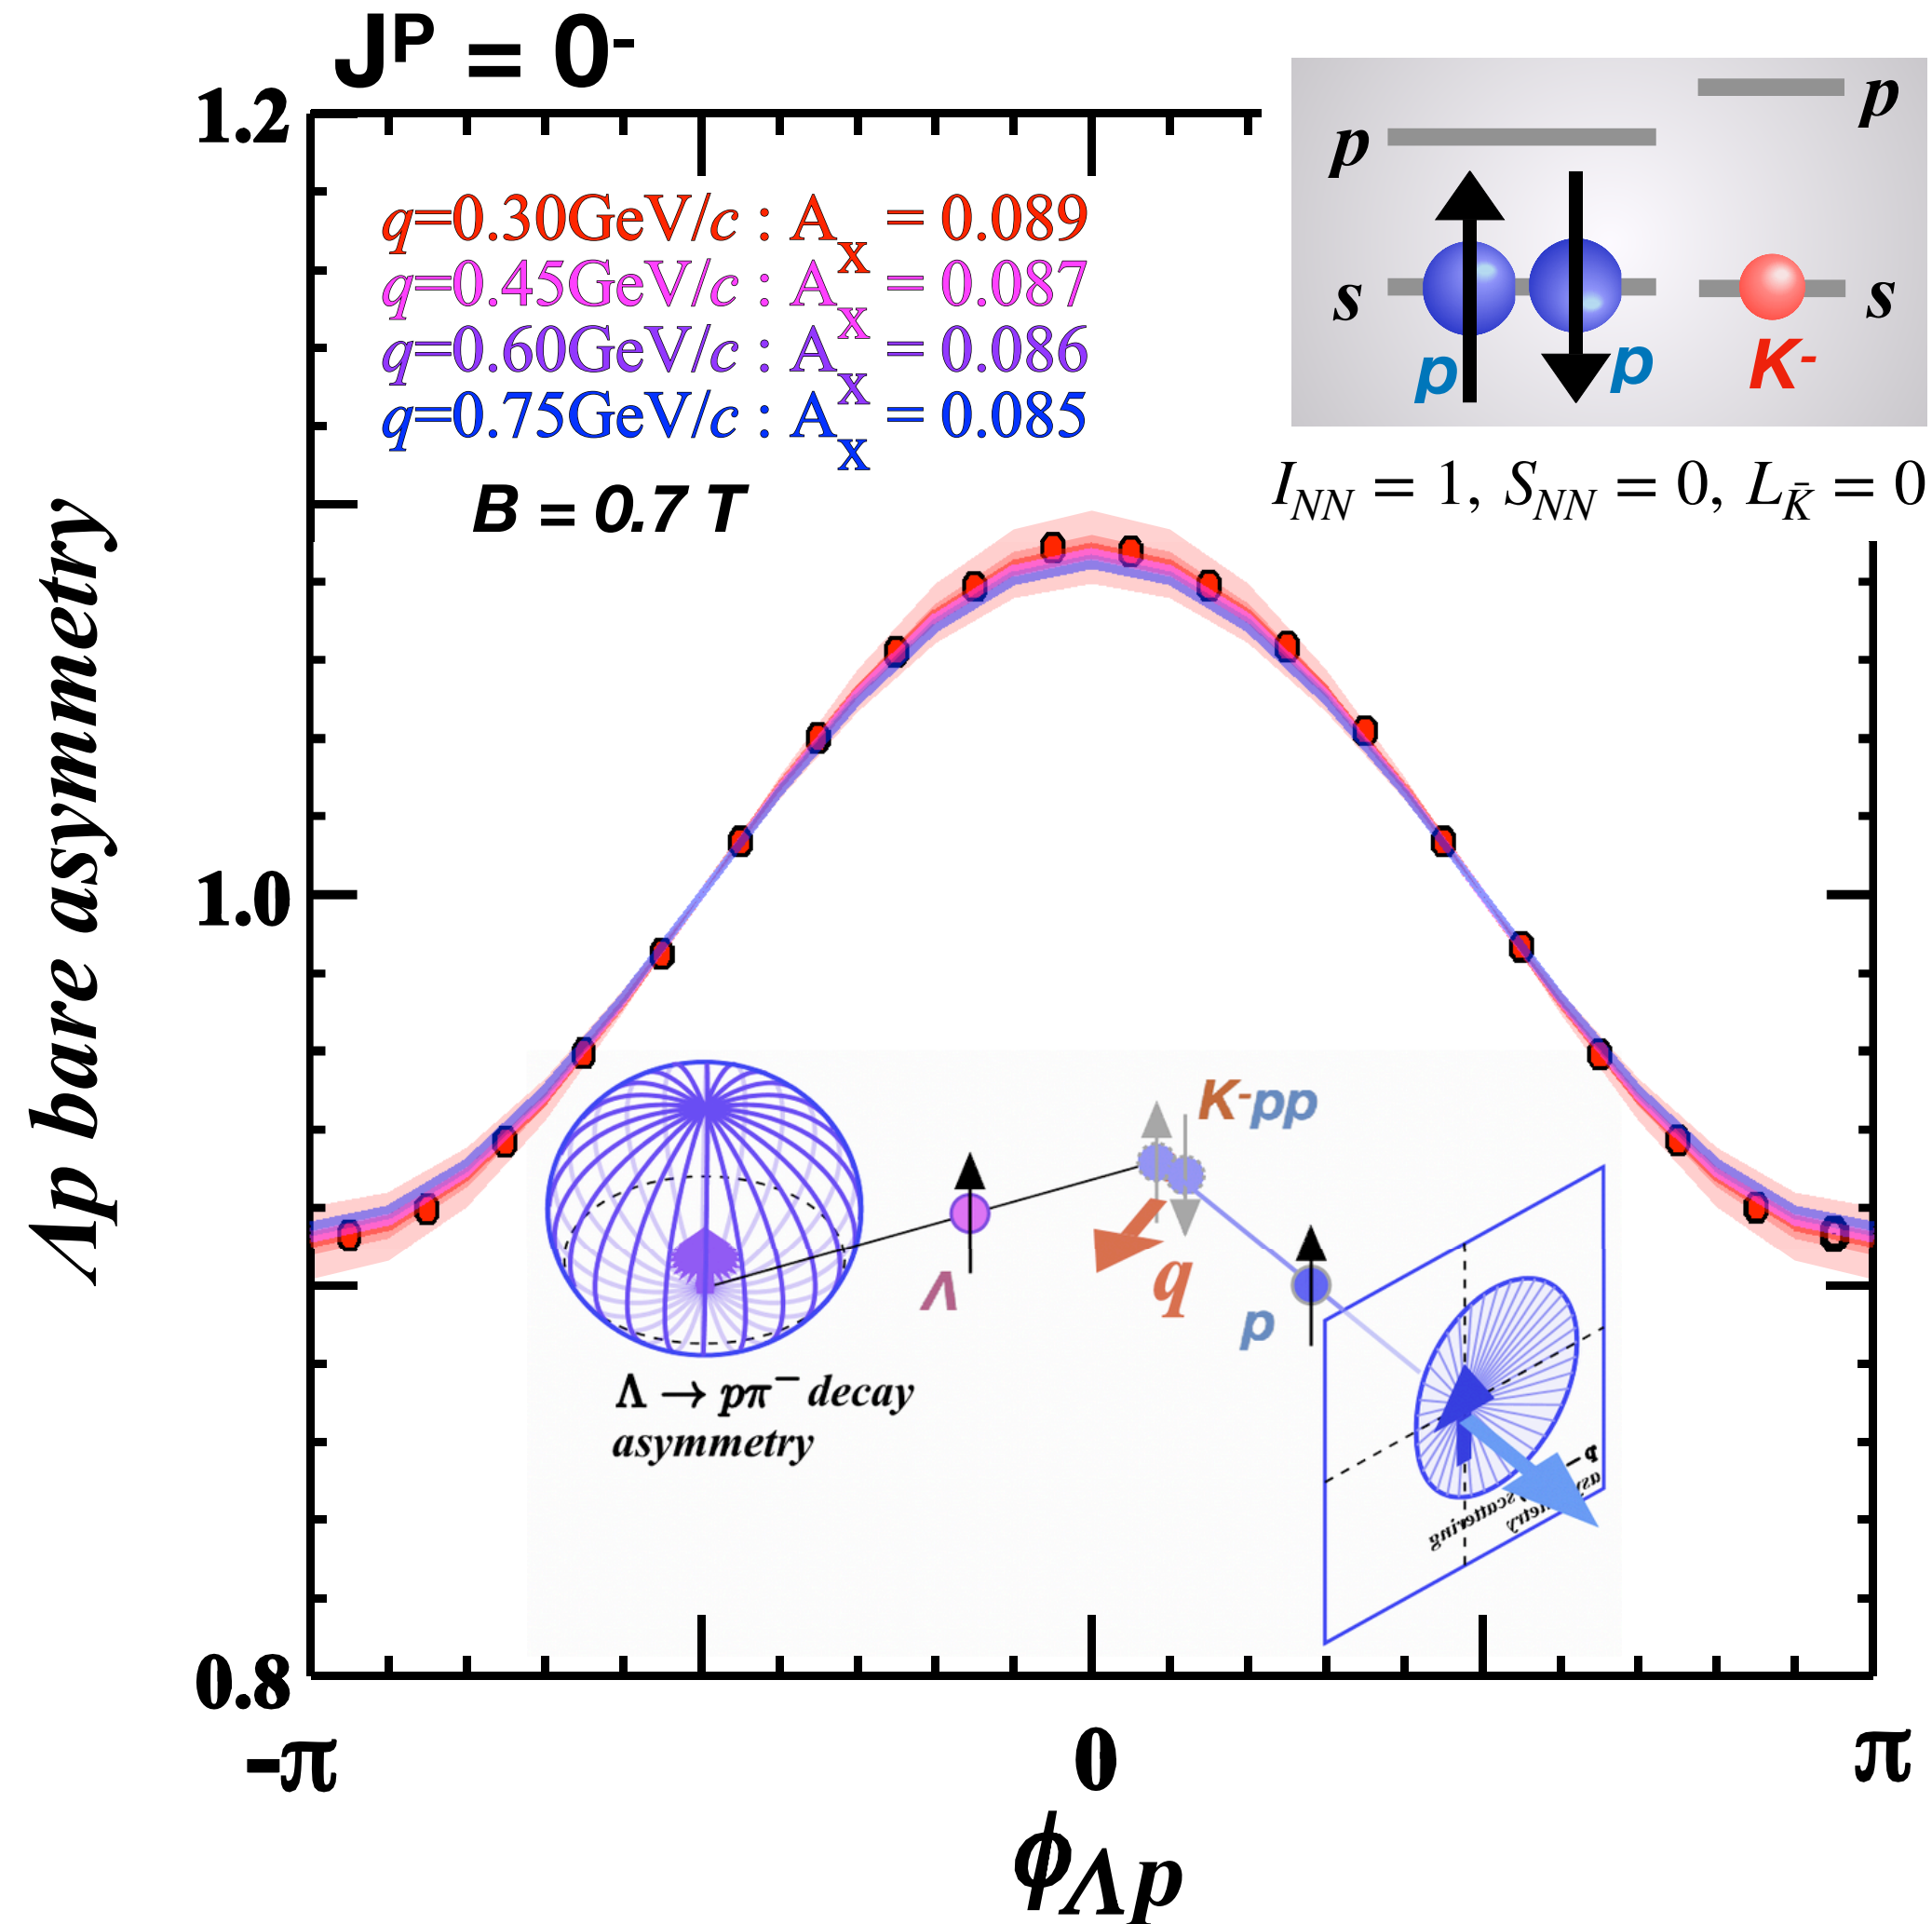 J^P = 0^-
1.2
p
p
q=0.30GeV/c : A_x = 0.089
q=0.45GeV/c : A_x = 0.087
q=0.60GeV/c : A_x = 0.086
q=0.75GeV/c : A_x = 0.085
s
s
p
p
K^-
I_NN = 1, S_NN = 0, L_K̄ = 0
B = 0.7 T
Λp bare asymmetry
1.0
K^-pp
Λ
q
p
Λ → pπ^− decay
asymmetry
scattering
0.8
-π
0
π
ϕ_Λp